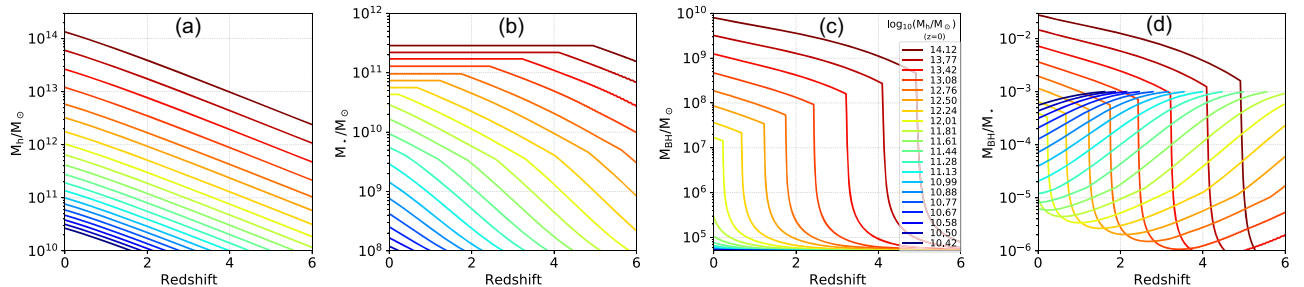 (a)
M_h/M_⊙
10^14
10^13
10^12
10^11
10^10
0 2 4 6
Redshift
(b)
M_⋆/M_⊙
10^12
10^11
10^10
10^9
10^8
0 2 4 6
Redshift
(c)
M_BH/M_⊙
10^10
10^9
10^8
10^7
10^6
10^5
0 2 4 6
Redshift
log_10(M_h/M_⊙)
(z=0)
14.12
13.77
13.42
13.08
12.76
12.50
12.24
12.01
11.81
11.61
11.44
11.28
11.13
10.99
10.88
10.77
10.67
10.58
10.50
10.42
(d)
M_BH/M_⋆
10^−2
10^−3
10^−4
10^−5
10^−6
0 2 4 6
Redshift